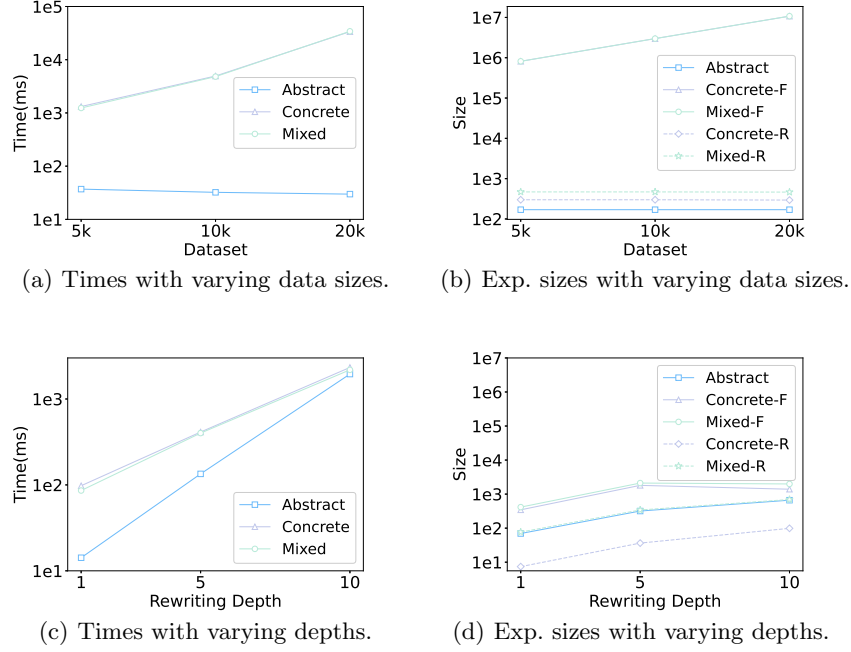 1e5
1e4
1e3
1e2
1e1
Time(ms)
Abstract
Concrete
Mixed
5k 10k 20k
Dataset
(a) Times with varying data sizes.
1e7
1e6
1e5
1e4
1e3
1e2
Size
Abstract
Concrete-F
Mixed-F
Concrete-R
Mixed-R
5k 10k 20k
Dataset
(b) Exp. sizes with varying data sizes.
1e3
1e2
1e1
Time(ms)
Abstract
Concrete
Mixed
1 5 10
Rewriting Depth
(c) Times with varying depths.
1e7
1e6
1e5
1e4
1e3
1e2
1e1
Size
Abstract
Concrete-F
Mixed-F
Concrete-R
Mixed-R
1 5 10
Rewriting Depth
(d) Exp. sizes with varying depths.